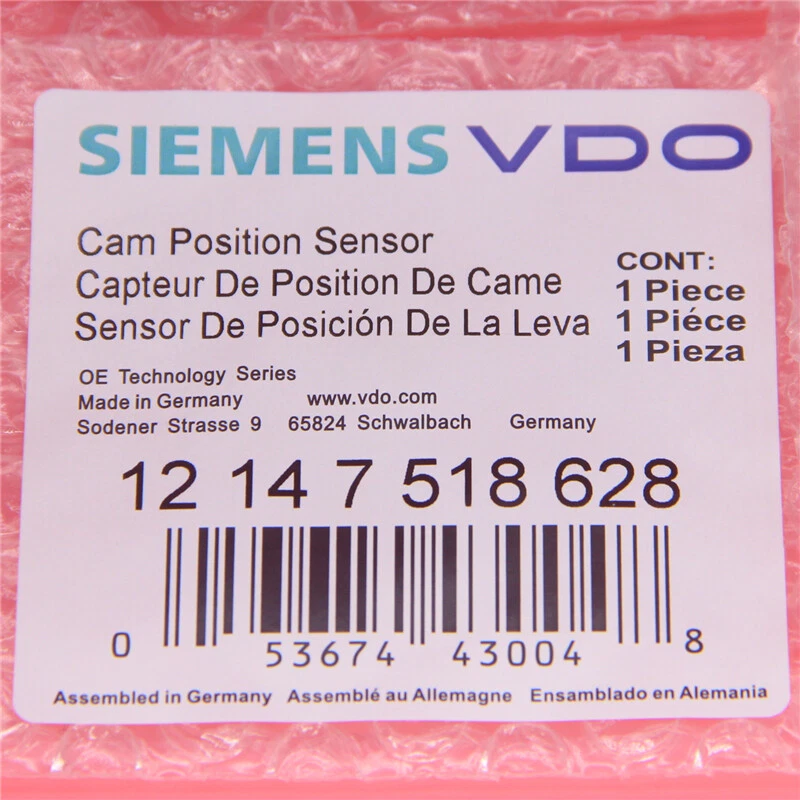 SIEMENS VDO
Cam Position Sensor
Capteur De Position De Came
Sensor De Posición De La Leva
CONT:
1 Piece
1 Piéce
1 Pieza
OE Technology Series
Made in Germany www.vdo.com
Sodener Strasse 9 65824 Schwalbach Germany
12 14 7 518 628
0 53674 43004 8
Assembled in Germany Assemblé au Allemagne Ensamblado en Alemania